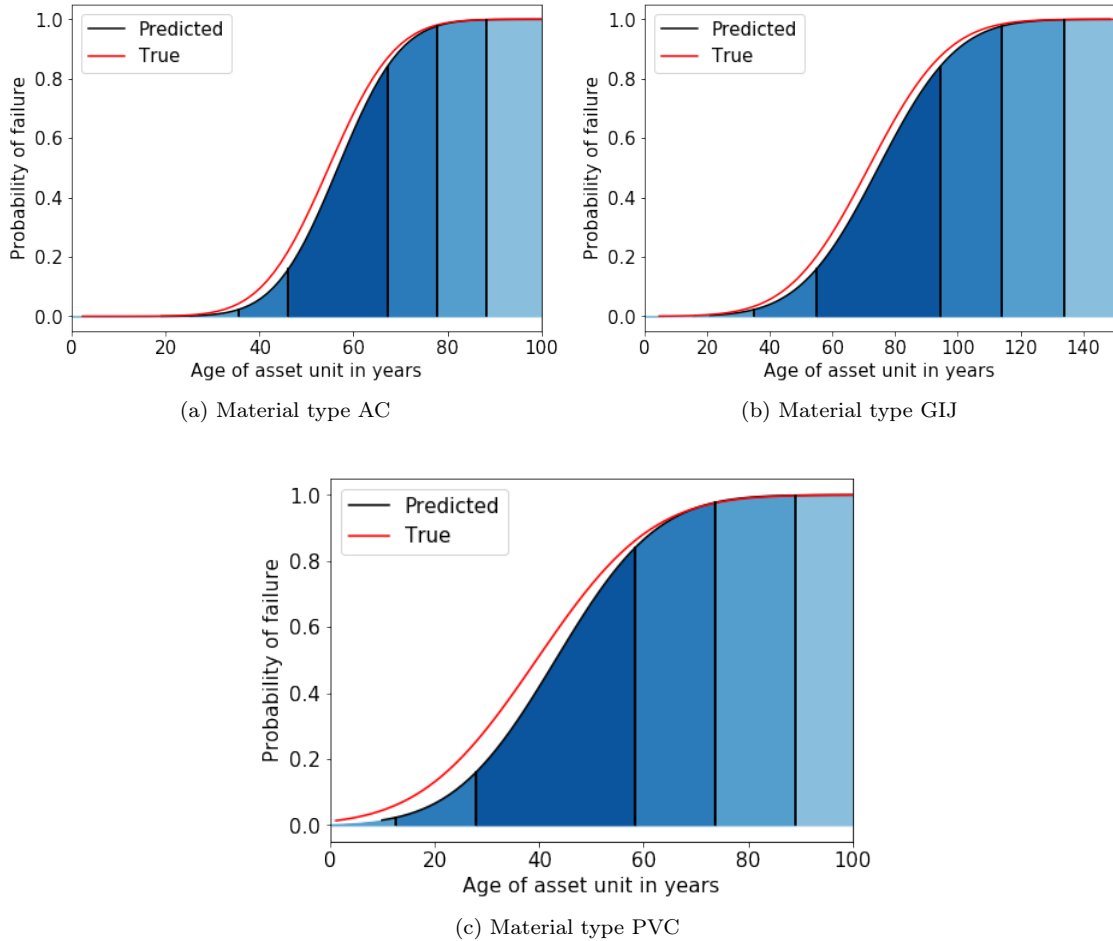 Predicted
True
Probability of failure
1.0
0.8
0.6
0.4
0.2
0.0
0 20 40 60 80 100
Age of asset unit in years
(a) Material type AC
Predicted
True
Probability of failure
1.0
0.8
0.6
0.4
0.2
0.0
0 20 40 60 80 100 120 140
Age of asset unit in years
(b) Material type GIJ
Predicted
True
Probability of failure
1.0
0.8
0.6
0.4
0.2
0.0
0 20 40 60 80 100
Age of asset unit in years
(c) Material type PVC